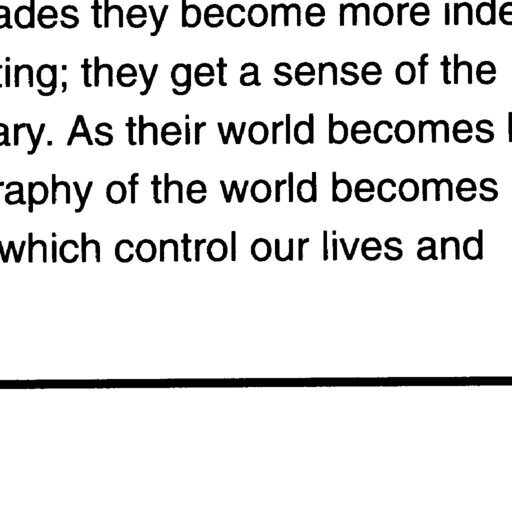 ades they become more inde
ting; they get a sense of the
ary. As their world becomes
raphy of the world becomes
which control our lives and